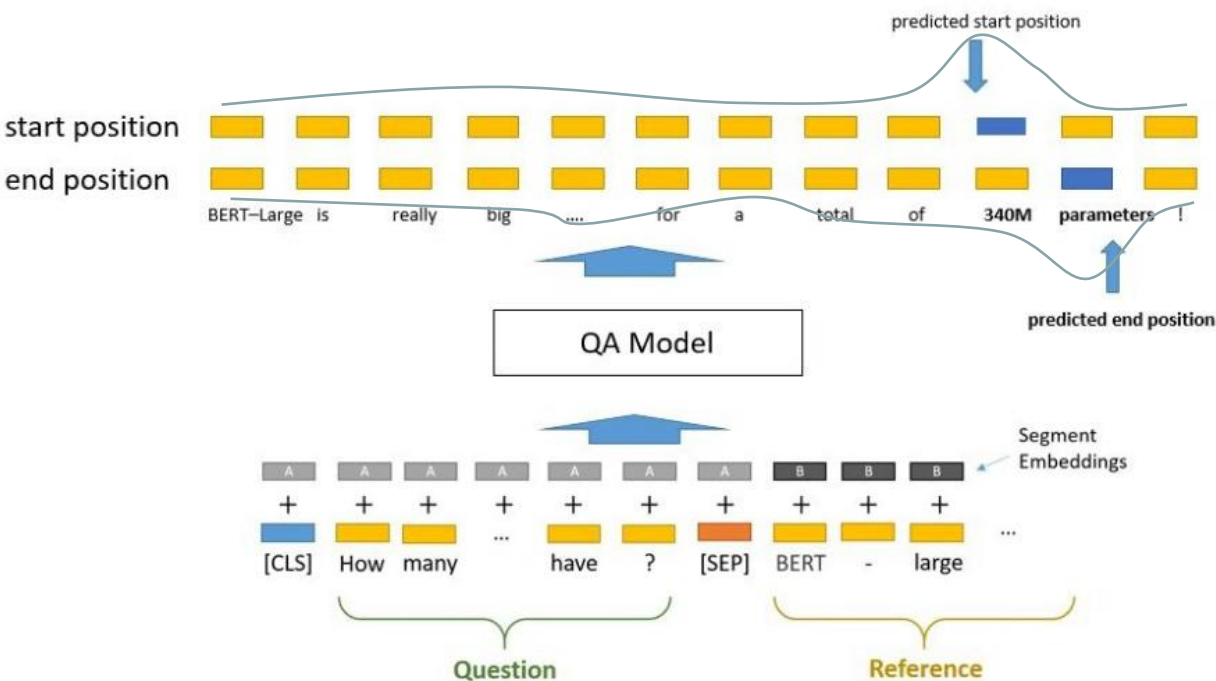 predicted start position
start position
end position
BERT–Large is really big .... for a total of 340M parameters !
predicted end position
QA Model
Segment
Embeddings
A A A A A A A B B B
+ + + + + + + + + +
... ...
[CLS] How many have ? [SEP] BERT - large
Question Reference